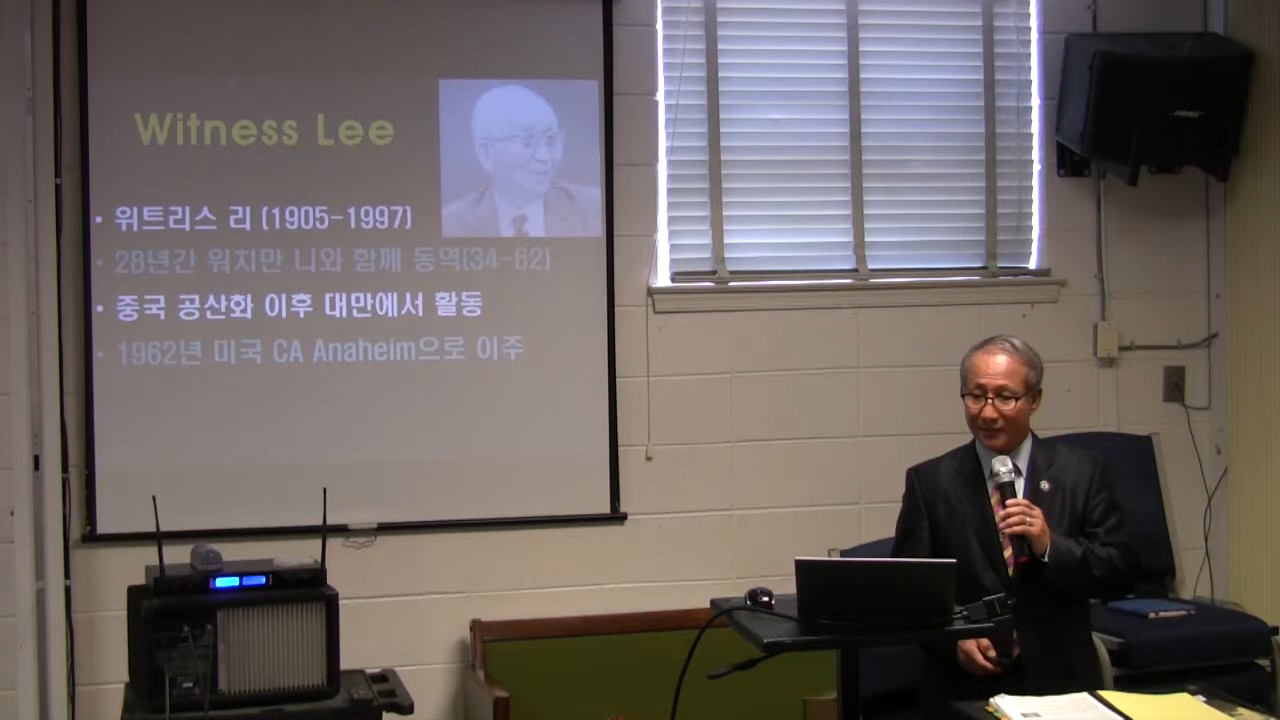 Witness Lee
• 위트리스 리 (1905-1997)
• 28년간 워치만 니와 함께 동역(34-62)
• 중국 공산화 이후 대만에서 활동
• 1962년 미국 CA Anaheim으로 이주
BOSE